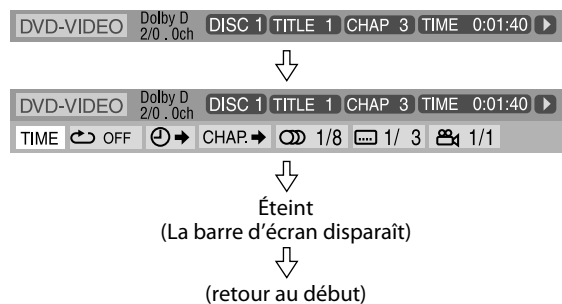 DVD-VIDEO Dolby D 2/0 . 0ch DISC 1 TITLE 1 CHAP 3 TIME 0:01:40
DVD-VIDEO Dolby D 2/0 . 0ch DISC 1 TITLE 1 CHAP 3 TIME 0:01:40
TIME OFF CHAP. 1/8 1/ 3 1/1
Éteint
(La barre d’écran disparaît)
(retour au début)